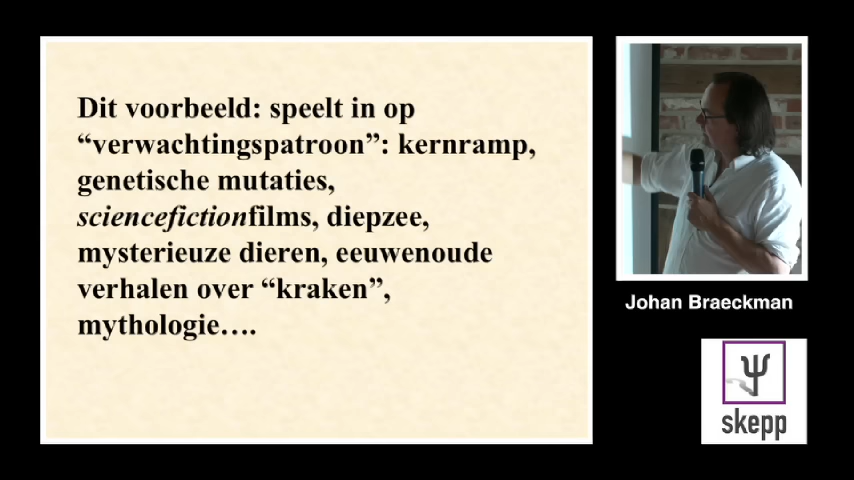 Dit voorbeeld: speelt in op
“verwachtingspatroon”: kernramp,
genetische mutaties,
sciencefictionfilms, diepzee,
mysterieuze dieren, eeuwenoude
verhalen over “kraken”,
mythologie….
Johan Braeckman
Ψ
skepp